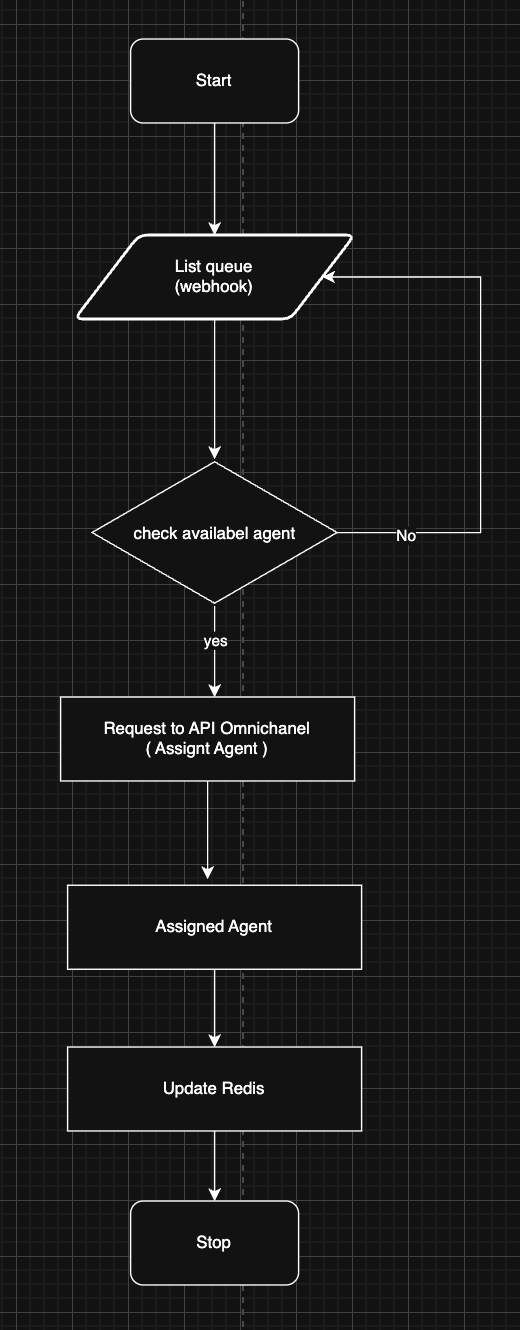 Start
List queue
(webhook)
check availabel agent
No
yes
Request to API Omnichanel
( Assignt Agent )
Assigned Agent
Update Redis
Stop